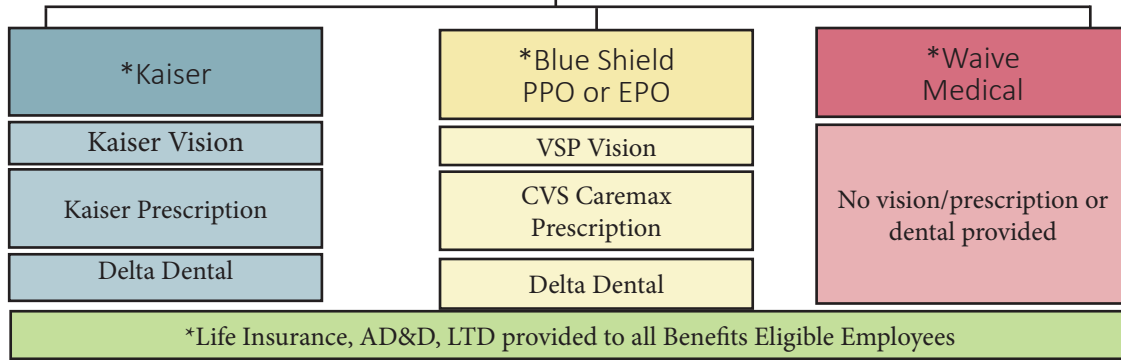 *Kaiser
Kaiser Vision
Kaiser Prescription
Delta Dental
*Blue Shield
PPO or EPO
VSP Vision
CVS Caremax
Prescription
Delta Dental
*Waive
Medical
No vision/prescription or
dental provided
*Life Insurance, AD&D, LTD provided to all Benefits Eligible Employees